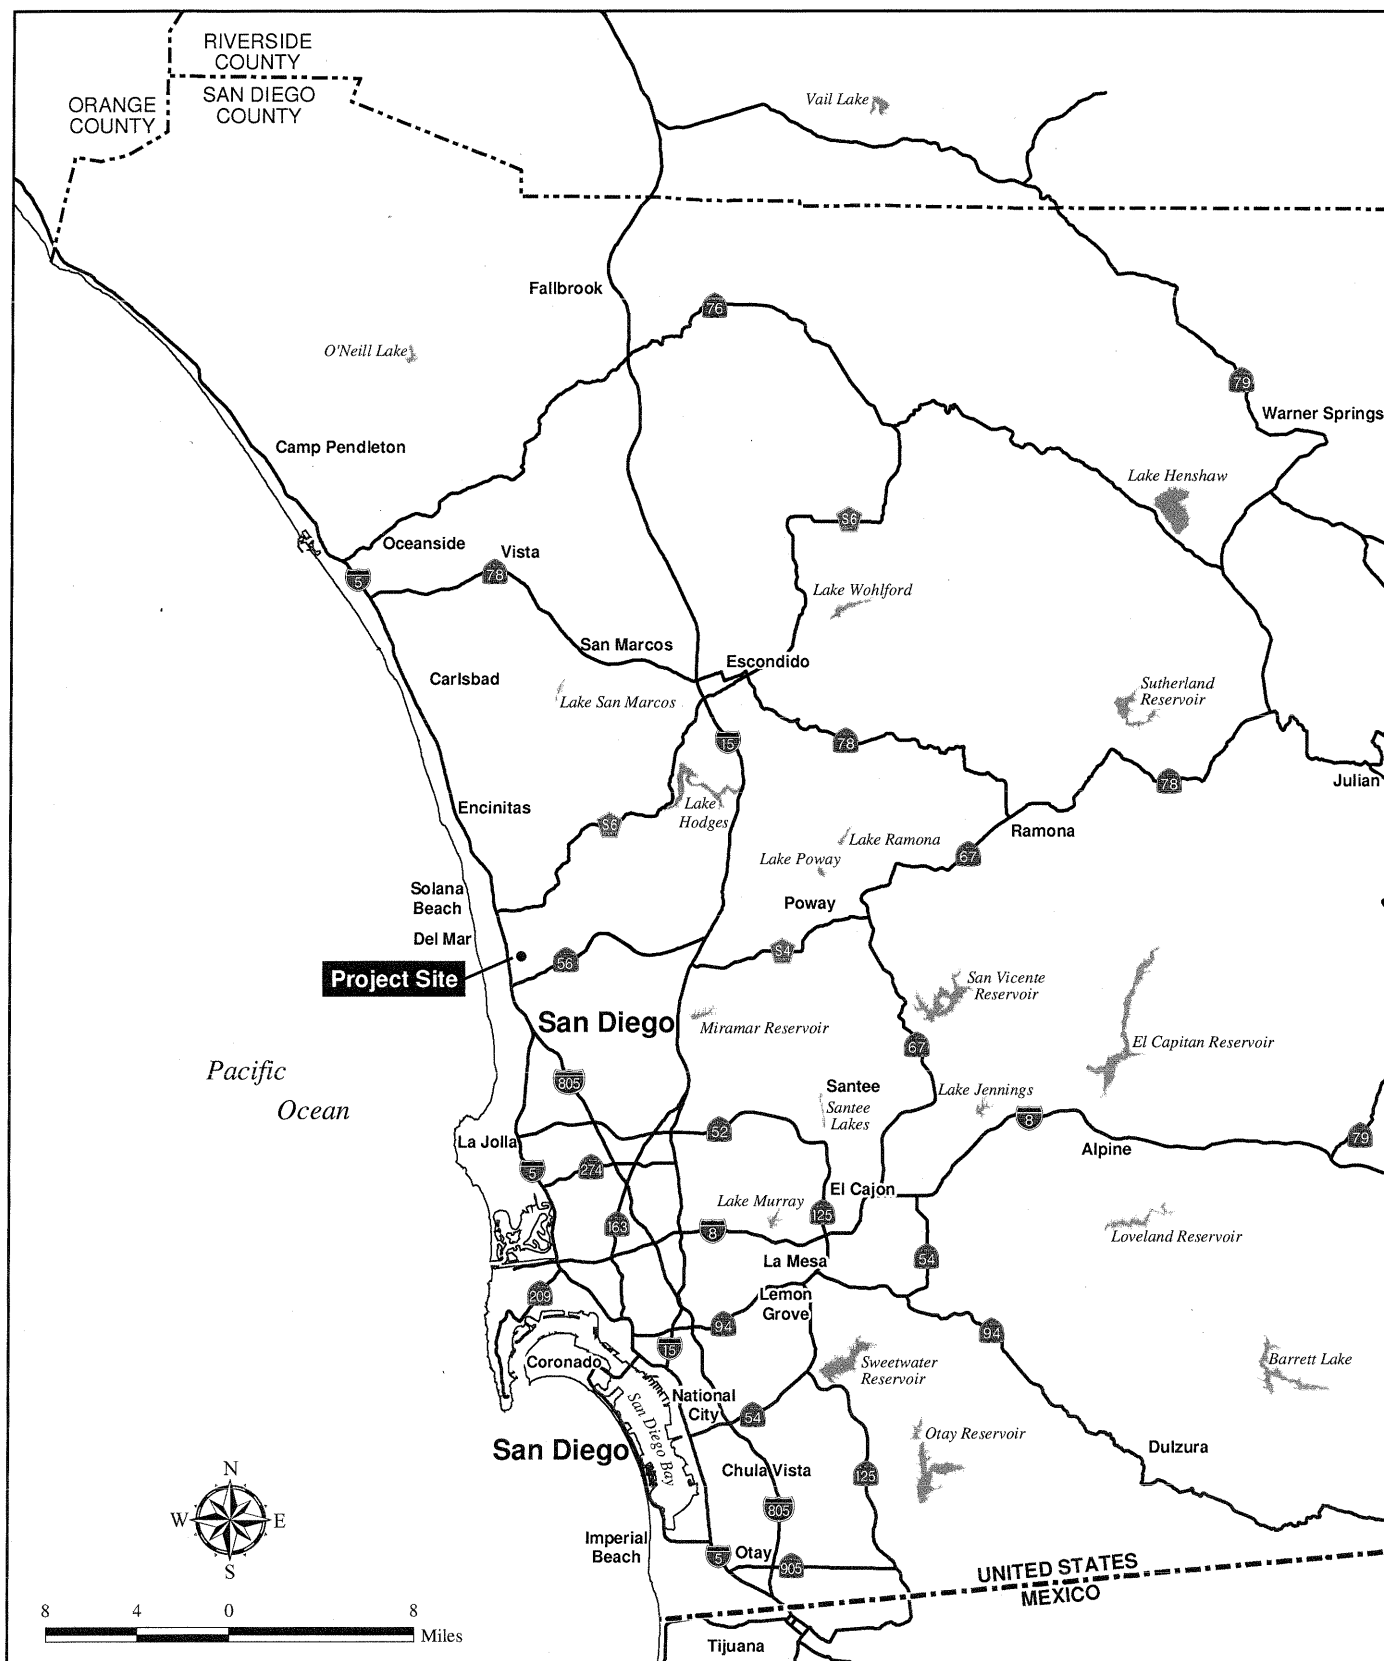 RIVERSIDE
COUNTY
SAN DIEGO
COUNTY
ORANGE
COUNTY
Vail Lake
Fallbrook
76
O'Neill Lake
79
Warner Springs
Camp Pendleton
Lake Henshaw
S6
Oceanside
Vista
5
78
Lake Wohlford
San Marcos
Escondido
Carlsbad
Lake San Marcos
Sutherland
Reservoir
15
78
78
Julian
Encinitas
Lake
Hodges
S6
Ramona
Lake Ramona
67
Lake Poway
Solana
Beach
Poway
Del Mar
56
S4
Project Site
San Vicente
Reservoir
San Diego
Miramar Reservoir
67
El Capitan Reservoir
Pacific
Ocean
805
Santee
Santee
Lakes
Lake Jennings
8
La Jolla
52
Alpine
79
5
274
El Cajon
Lake Murray
125
163
8
Loveland Reservoir
La Mesa
54
209
Lemon
Grove
94
94
15
Coronado
Sweetwater
Reservoir
Barrett Lake
National
City
54
San Diego Bay
Otay Reservoir
San Diego
Dulzura
Chula Vista
125
805
Imperial
Beach
5
Otay
905
UNITED STATES
MEXICO
Tijuana
N
W
E
S
8
4
0
8
Miles